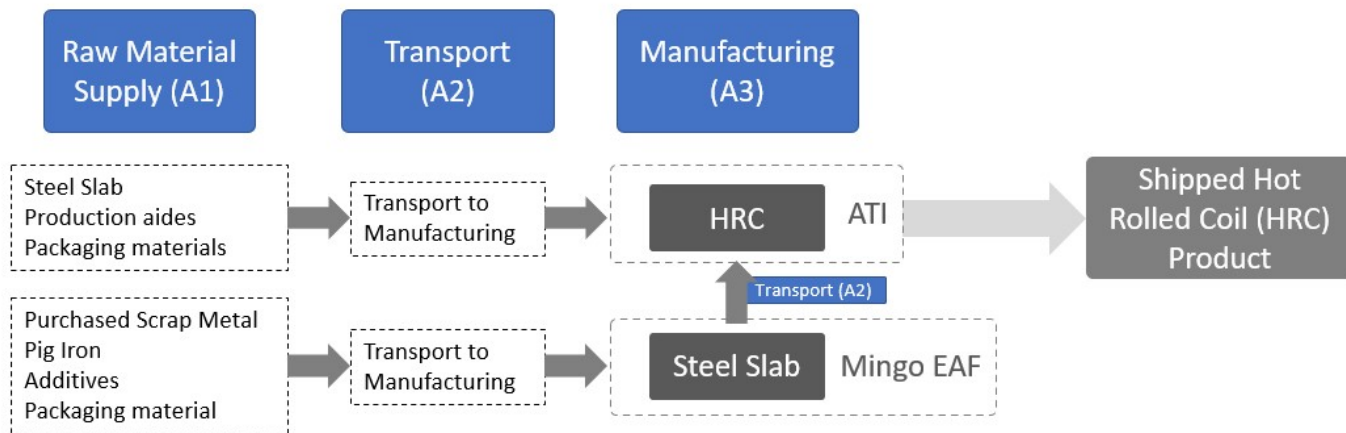 Raw Material
Supply (A1)
Transport
(A2)
Manufacturing
(A3)
Steel Slab
Production aides
Packaging materials
Transport to
Manufacturing
HRC
ATI
Shipped Hot
Rolled Coil (HRC)
Product
Transport (A2)
Purchased Scrap Metal
Pig Iron
Additives
Packaging material
Transport to
Manufacturing
Steel Slab
Mingo EAF